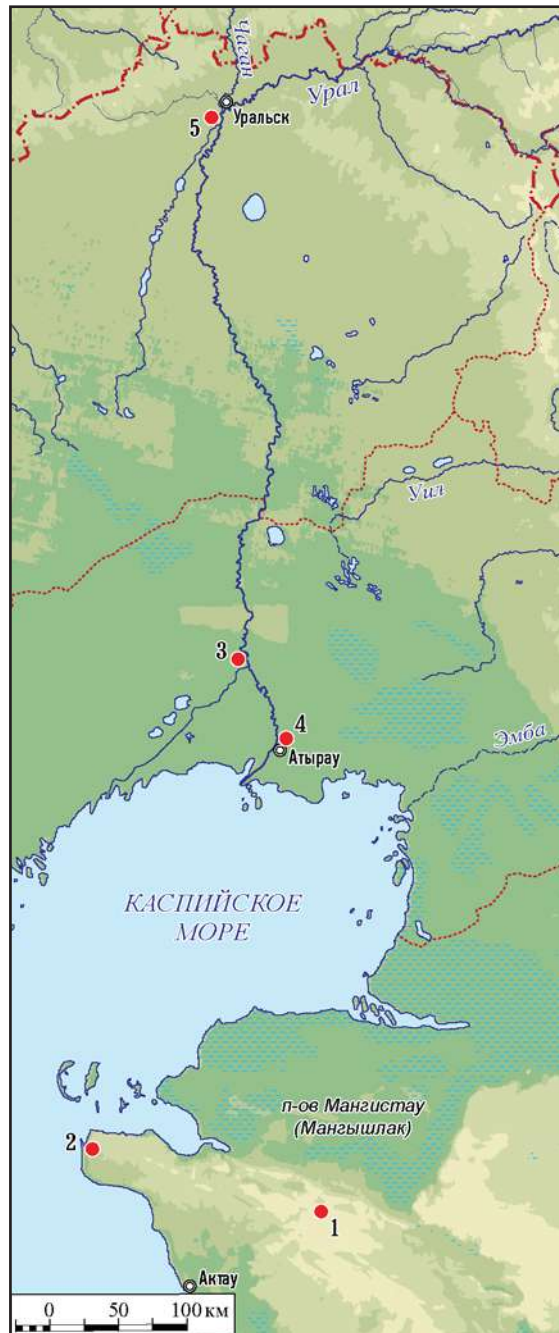 Чаган
Урал
5
Уральск
Уил
3
4
Атырау
Эмба
КАСПИЙСКОЕ
МОРЕ
п-ов Мангистау
(Мангышлак)
2
1
Актау
0 50 100 км